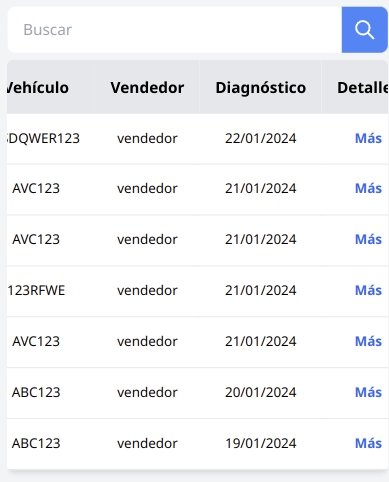 Buscar
Vehículo Vendedor Diagnóstico Detalle
SDQWER123 vendedor 22/01/2024 Más
AVC123 vendedor 21/01/2024 Más
AVC123 vendedor 21/01/2024 Más
123RFWE vendedor 21/01/2024 Más
AVC123 vendedor 21/01/2024 Más
ABC123 vendedor 20/01/2024 Más
ABC123 vendedor 19/01/2024 Más